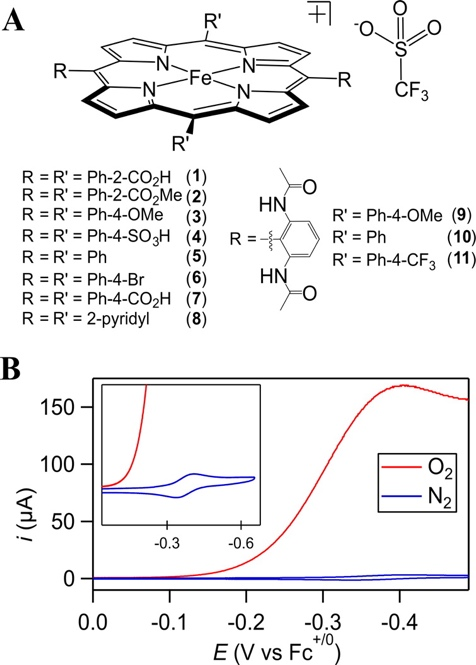 A
R'
R
N
N
Fe
N
N
R
R'
+
O
-O
S
O
CF3
R = R' = Ph-2-CO2H (1)
R = R' = Ph-2-CO2Me (2)
R = R' = Ph-4-OMe (3)
R = R' = Ph-4-SO3H (4)
R = R' = Ph (5)
R = R' = Ph-4-Br (6)
R = R' = Ph-4-CO2H (7)
R = R' = 2-pyridyl (8)
O
NH
R =
HN
O
R' = Ph-4-OMe (9)
R' = Ph (10)
R' = Ph-4-CF3 (11)
B
150
100
50
0
i (μA)
-0.3 -0.6
O2
N2
0.0 -0.1 -0.2 -0.3 -0.4
E (V vs Fc+/0)